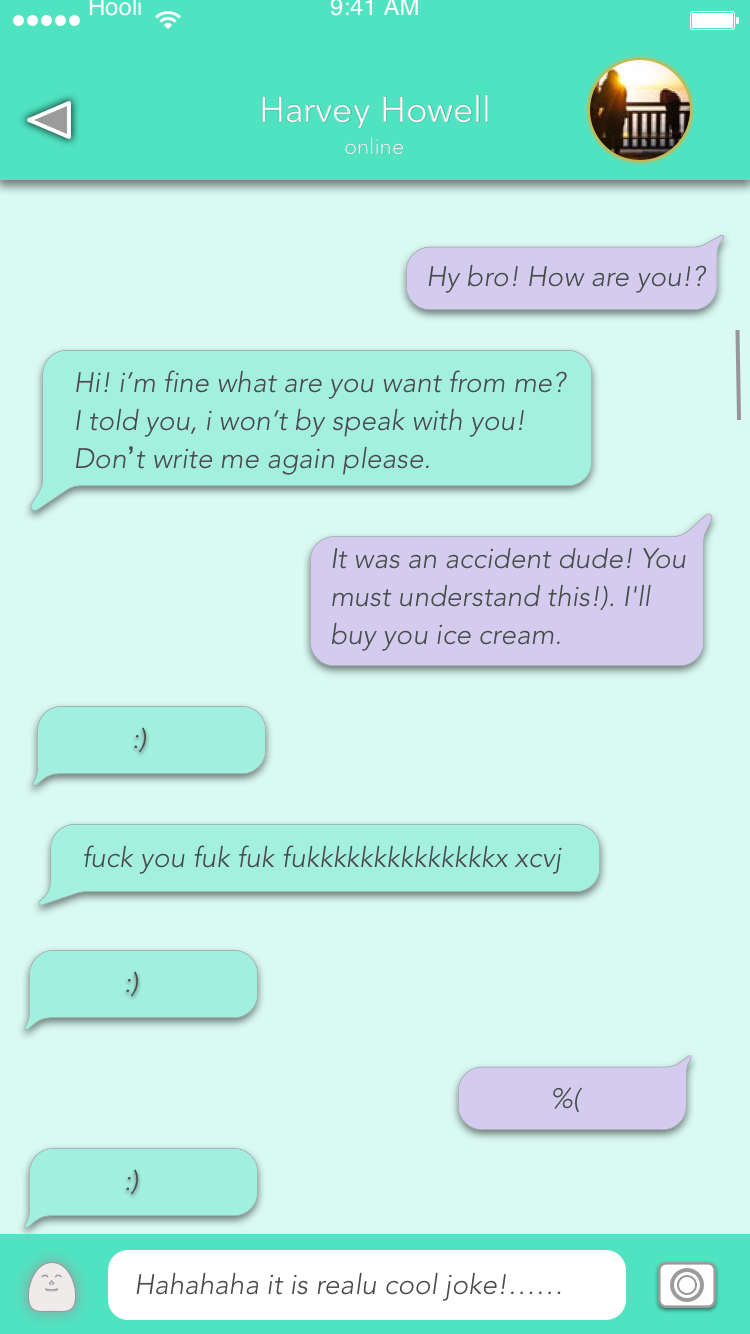 Hooli 9:41 AM
Harvey Howell
online
Hy bro! How are you!?
Hi! i’m fine what are you want from me?
I told you, i won’t by speak with you!
Don’t write me again please.
It was an accident dude! You
must understand this!). I'll
buy you ice cream.
:)
fuck you fuk fuk fukkkkkkkkkkkkkkx xcvj
:)
%(
:)
Hahahaha it is realu cool joke!......